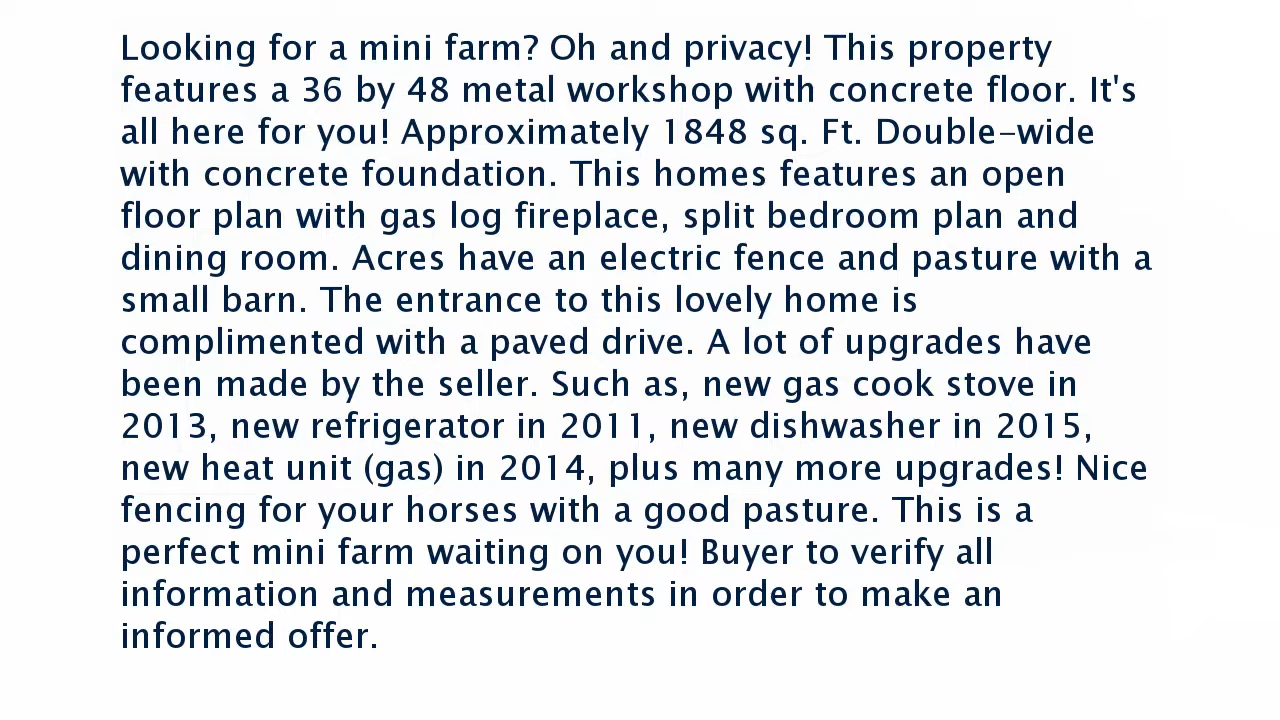 Looking for a mini farm? Oh and privacy! This property
features a 36 by 48 metal workshop with concrete floor. It's
all here for you! Approximately 1848 sq. Ft. Double-wide
with concrete foundation. This homes features an open
floor plan with gas log fireplace, split bedroom plan and
dining room. Acres have an electric fence and pasture with a
small barn. The entrance to this lovely home is
complimented with a paved drive. A lot of upgrades have
been made by the seller. Such as, new gas cook stove in
2013, new refrigerator in 2011, new dishwasher in 2015,
new heat unit (gas) in 2014, plus many more upgrades! Nice
fencing for your horses with a good pasture. This is a
perfect mini farm waiting on you! Buyer to verify all
information and measurements in order to make an
informed offer.